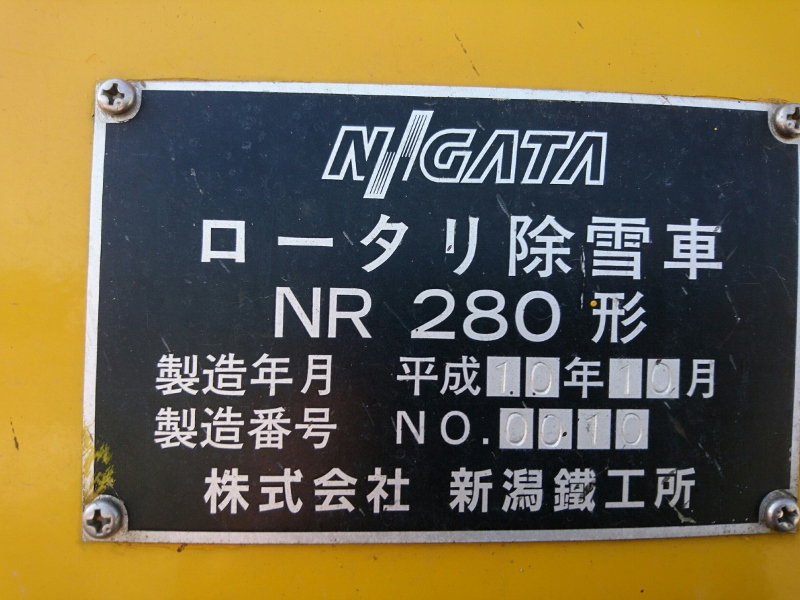 NIIGATA
ロータリ除雪車
NR 280 形
製造年月 平成10年10月
製造番号 NO.0010
株式会社 新潟鐵工所